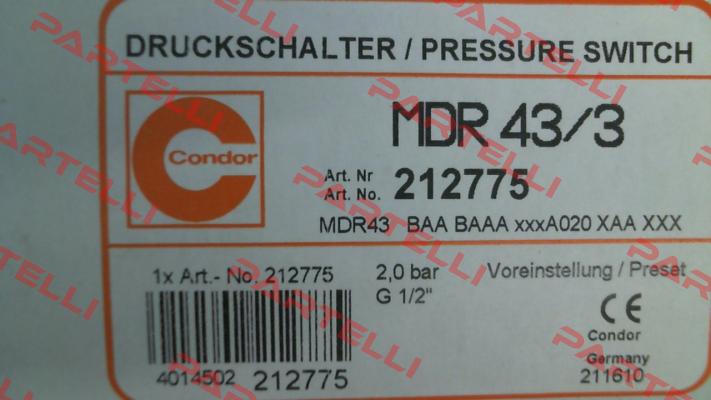 DRUCKSCHALTER / PRESSURE SWITCH
Condor
MDR 43/3
Art. Nr
Art. No. 212775
MDR43 BAA BAAA xxxA020 XAA XXX
1x Art.- No. 212775
2,0 bar Voreinstellung / Preset
G 1/2"
CE
Condor
Germany
211610
4014502 212775
PARTELLI
PARTELLI
PARTELLI
PARTELLI
PARTELLI
PARTELLI
PARTELLI